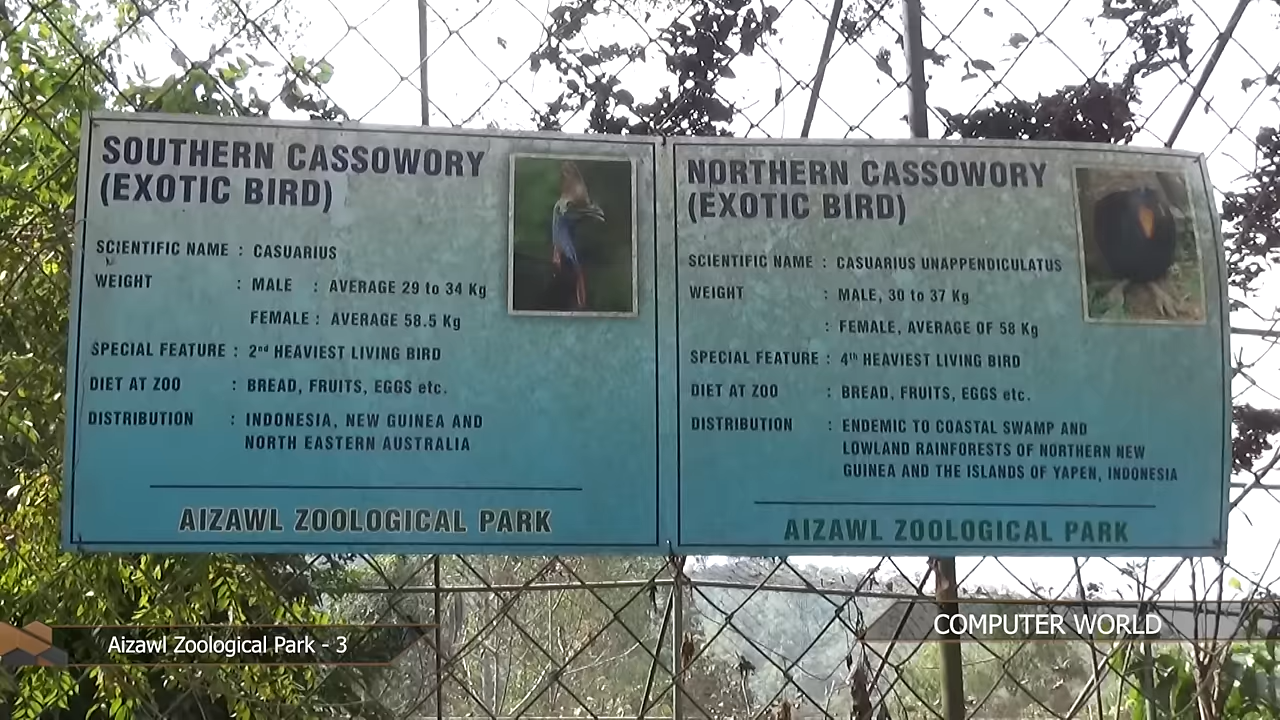 SOUTHERN CASSOWORY
(EXOTIC BIRD)
SCIENTIFIC NAME : CASUARIUS
WEIGHT : MALE : AVERAGE 29 to 34 Kg
FEMALE : AVERAGE 58.5 Kg
SPECIAL FEATURE : 2nd HEAVIEST LIVING BIRD
DIET AT ZOO : BREAD, FRUITS, EGGS etc.
DISTRIBUTION : INDONESIA, NEW GUINEA AND
NORTH EASTERN AUSTRALIA
AIZAWL ZOOLOGICAL PARK
NORTHERN CASSOWORY
(EXOTIC BIRD)
SCIENTIFIC NAME : CASUARIUS UNAPPENDICULATUS
WEIGHT : MALE, 30 to 37 Kg
: FEMALE, AVERAGE OF 58 Kg
SPECIAL FEATURE : 4th HEAVIEST LIVING BIRD
DIET AT ZOO : BREAD, FRUITS, EGGS etc.
DISTRIBUTION : ENDEMIC TO COASTAL SWAMP AND
LOWLAND RAINFORESTS OF NORTHERN NEW
GUINEA AND THE ISLANDS OF YAPEN, INDONESIA
AIZAWL ZOOLOGICAL PARK
Aizawl Zoological Park - 3
COMPUTER WORLD